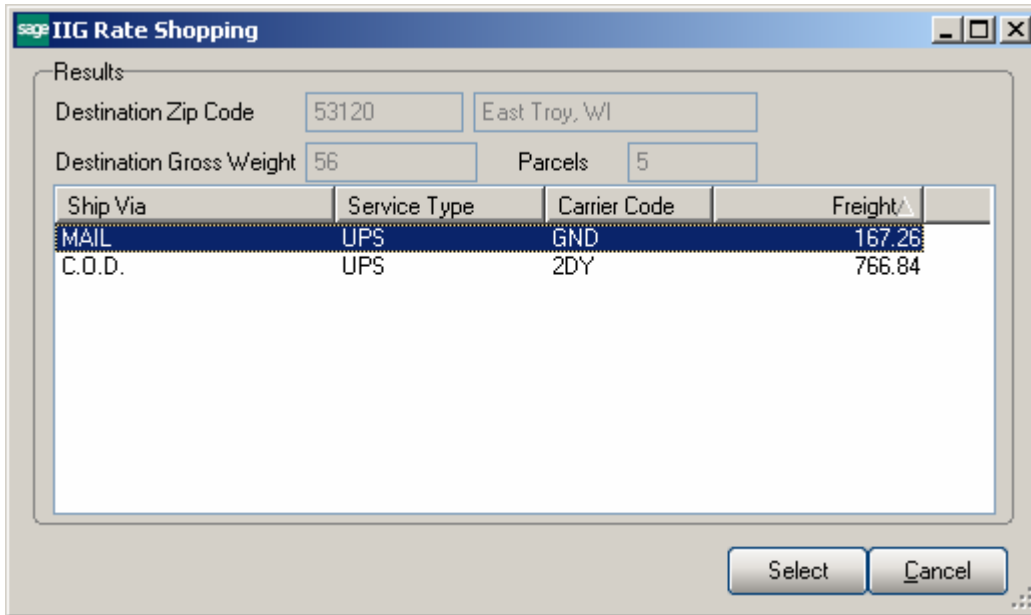 sage IIG Rate Shopping
Results
Destination Zip Code 53120 East Troy, WI
Destination Gross Weight 56 Parcels 5
Ship Via Service Type Carrier Code Freight
MAIL UPS GND 167.26
C.O.D. UPS 2DY 766.84
Select Cancel